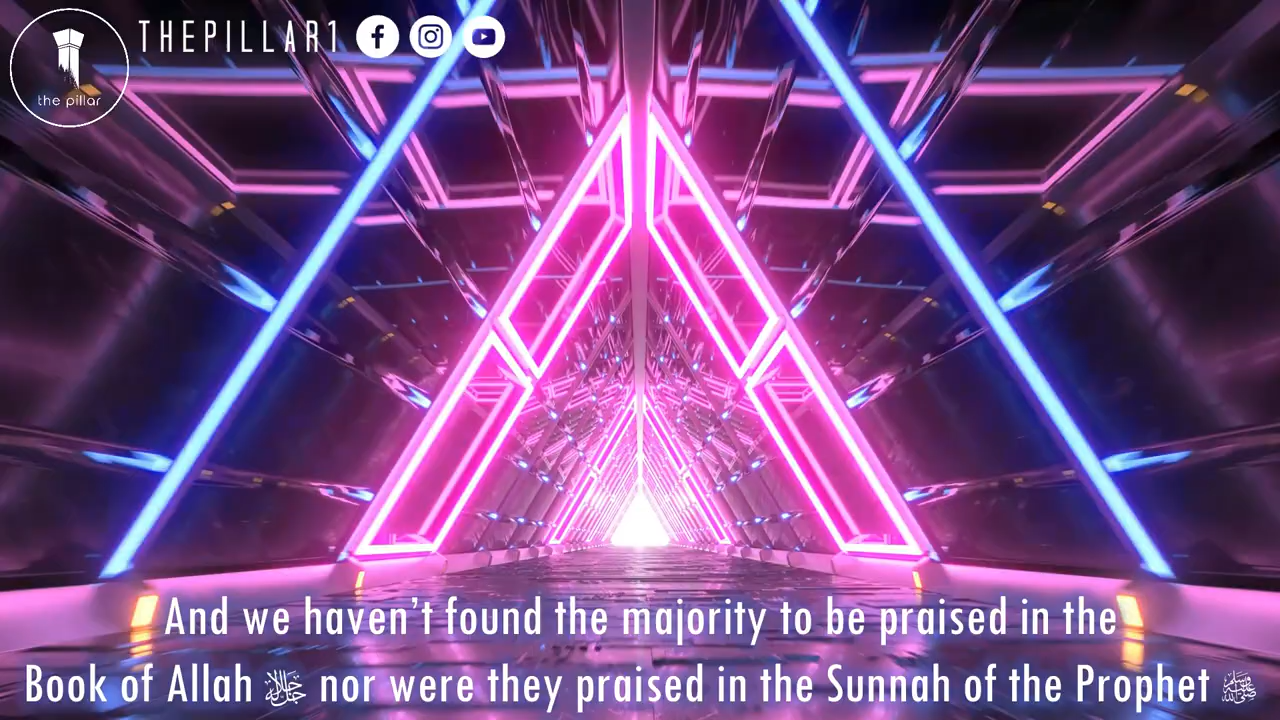 THEPILLAR1
the pillar
And we haven't found the majority to be praised in the
Book of Allah ﷻ nor were they praised in the Sunnah of the Prophet ﷺ